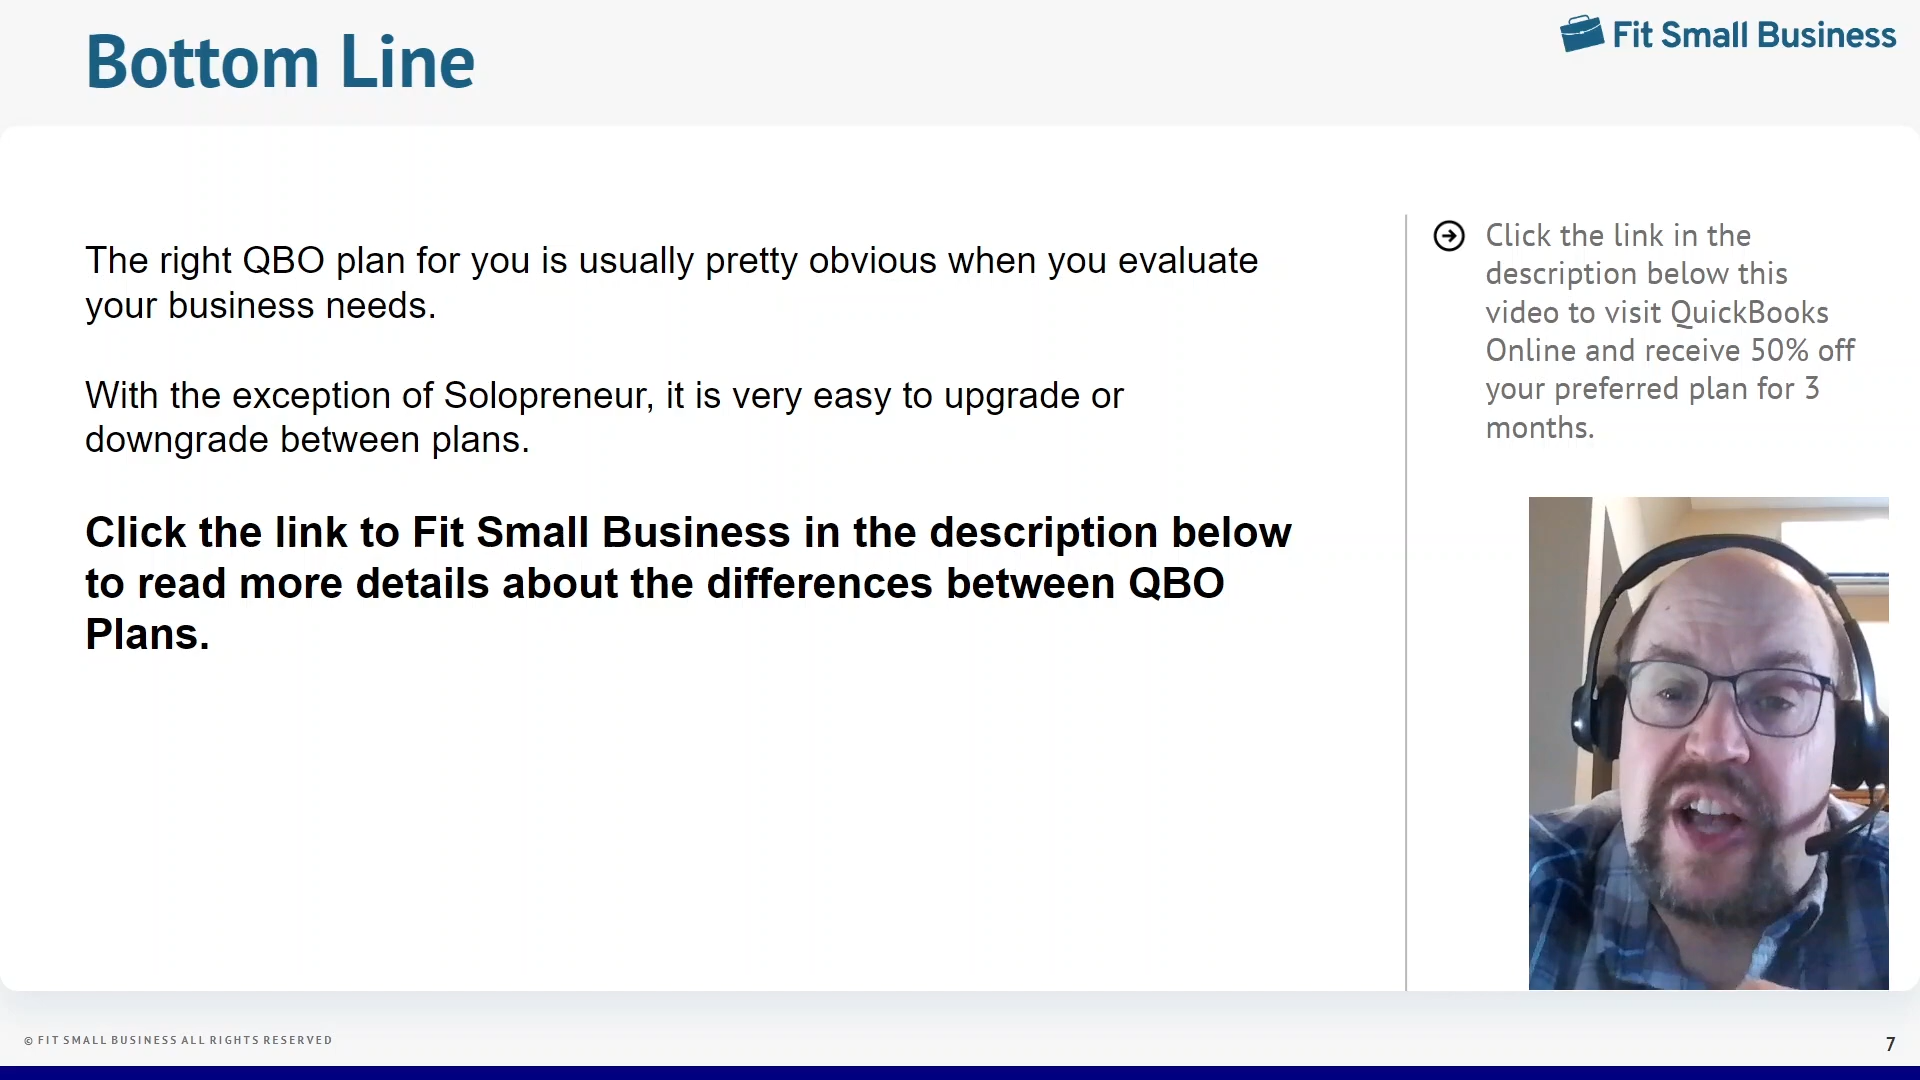 Bottom Line
Fit Small Business
The right QBO plan for you is usually pretty obvious when you evaluate
your business needs.
With the exception of Solopreneur, it is very easy to upgrade or
downgrade between plans.
Click the link to Fit Small Business in the description below
to read more details about the differences between QBO
Plans.
Click the link in the
description below this
video to visit QuickBooks
Online and receive 50% off
your preferred plan for 3
months.
© FIT SMALL BUSINESS ALL RIGHTS RESERVED
7